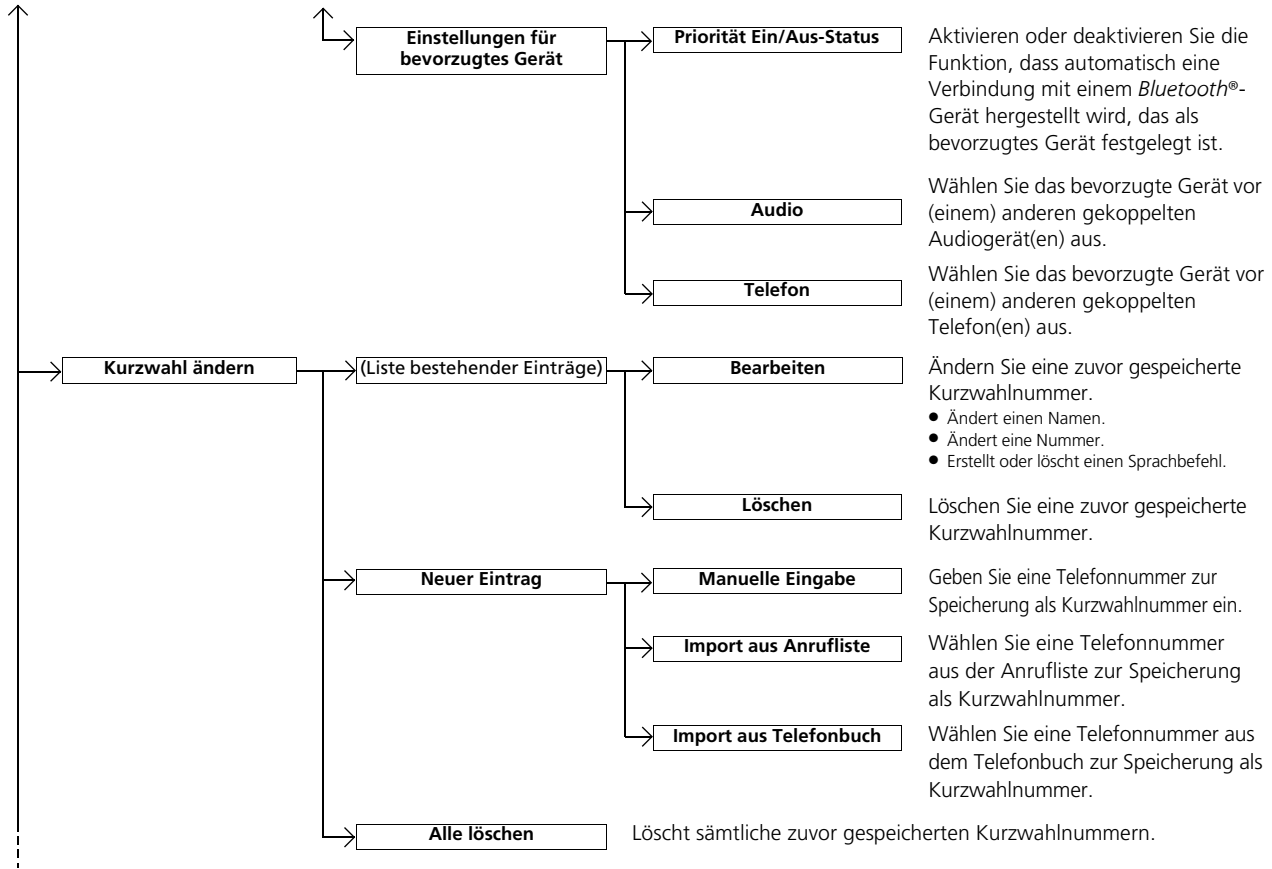 Einstellungen für
bevorzugtes Gerät
Priorität Ein/Aus-Status
Aktivieren oder deaktivieren Sie die
Funktion, dass automatisch eine
Verbindung mit einem Bluetooth®-
Gerät hergestellt wird, das als
bevorzugtes Gerät festgelegt ist.
Audio
Wählen Sie das bevorzugte Gerät vor
(einem) anderen gekoppelten
Audiogerät(en) aus.
Telefon
Wählen Sie das bevorzugte Gerät vor
(einem) anderen gekoppelten
Telefon(en) aus.
Kurzwahl ändern
(Liste bestehender Einträge)
Bearbeiten
Ändern Sie eine zuvor gespeicherte
Kurzwahlnummer.
● Ändert einen Namen.
● Ändert eine Nummer.
● Erstellt oder löscht einen Sprachbefehl.
Löschen
Löschen Sie eine zuvor gespeicherte
Kurzwahlnummer.
Neuer Eintrag
Manuelle Eingabe
Geben Sie eine Telefonnummer zur
Speicherung als Kurzwahlnummer ein.
Import aus Anrufliste
Wählen Sie eine Telefonnummer
aus der Anrufliste zur Speicherung
als Kurzwahlnummer.
Import aus Telefonbuch
Wählen Sie eine Telefonnummer aus
dem Telefonbuch zur Speicherung als
Kurzwahlnummer.
Alle löschen
Löscht sämtliche zuvor gespeicherten Kurzwahlnummern.